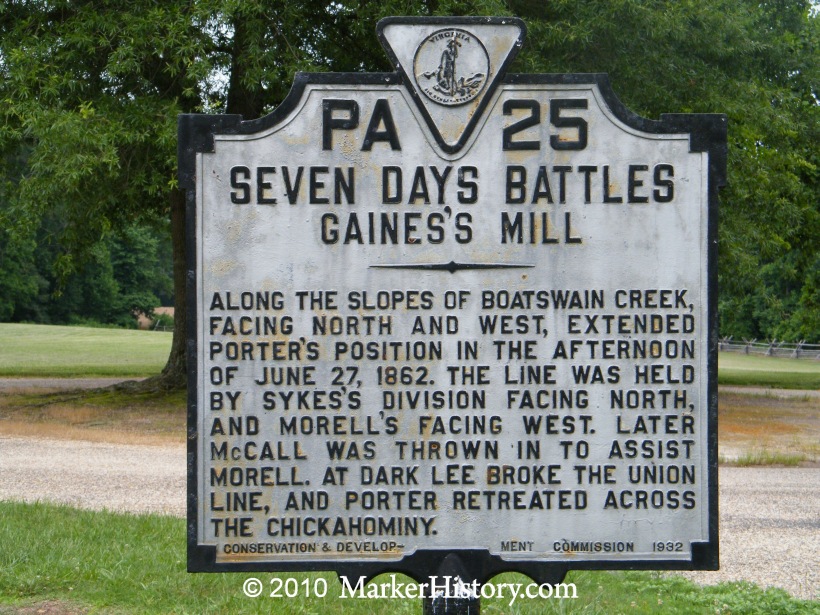 VIRGINIA
PA 25
SEVEN DAYS BATTLES
GAINES'S MILL
ALONG THE SLOPES OF BOATSWAIN CREEK,
FACING NORTH AND WEST, EXTENDED
PORTER'S POSITION IN THE AFTERNOON
OF JUNE 27, 1862. THE LINE WAS HELD
BY SYKES'S DIVISION FACING NORTH,
AND MORELL'S FACING WEST. LATER
McCALL WAS THROWN IN TO ASSIST
MORELL. AT DARK LEE BROKE THE UNION
LINE, AND PORTER RETREATED ACROSS
THE CHICKAHOMINY.
CONSERVATION & DEVELOP- MENT COMMISSION 1932
© 2010 MarkerHistory.com